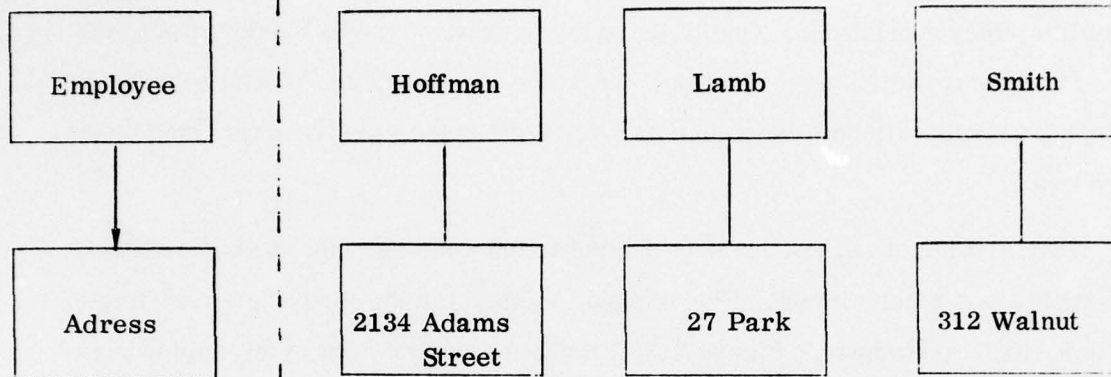 Employee
Hoffman
Lamb
Smith
Adress
2134 Adams
Street
27 Park
312 Walnut